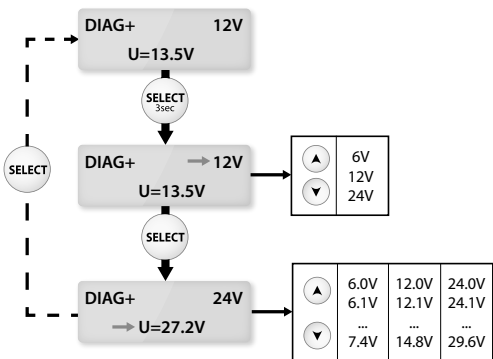 DIAG+ 12V
U=13.5V
SELECT
3sec
SELECT
DIAG+ → 12V
U=13.5V
6V
12V
24V
SELECT
DIAG+ 24V
→ U=27.2V
6.0V 12.0V 24.0V
6.1V 12.1V 24.1V
... ... ...
7.4V 14.8V 29.6V